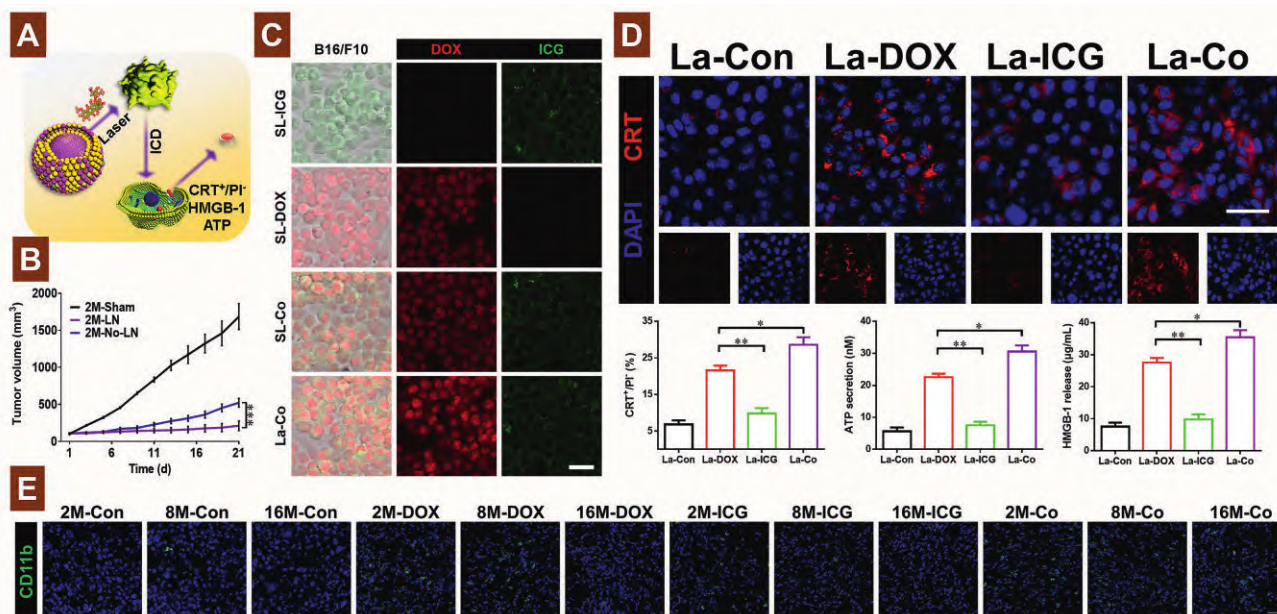 A
Laser
ICD
CRT⁺/PI⁻
HMGB-1
ATP
B
2M-Sham
2M-LN
2M-No-LN
Tumor volume (mm³)
2000
1500
1000
500
0
1
6
11
16
21
Time (d)
***
C
B16/F10
DOX
ICG
SL-ICG
SL-DOX
SL-Co
La-Co
D
La-Con
La-DOX
La-ICG
La-Co
DAPI
CRT
CRT⁺/PI⁻ (%)
35
25
15
5
*
**
La-Con
La-DOX
La-ICG
La-Co
ATP secretion (nM)
40
30
20
10
0
*
**
La-Con
La-DOX
La-ICG
La-Co
HMGB-1 release (μg/mL)
40
30
20
10
0
*
**
La-Con
La-DOX
La-ICG
La-Co
E
2M-Con
8M-Con
16M-Con
2M-DOX
8M-DOX
16M-DOX
2M-ICG
8M-ICG
16M-ICG
2M-Co
8M-Co
16M-Co
CD11b